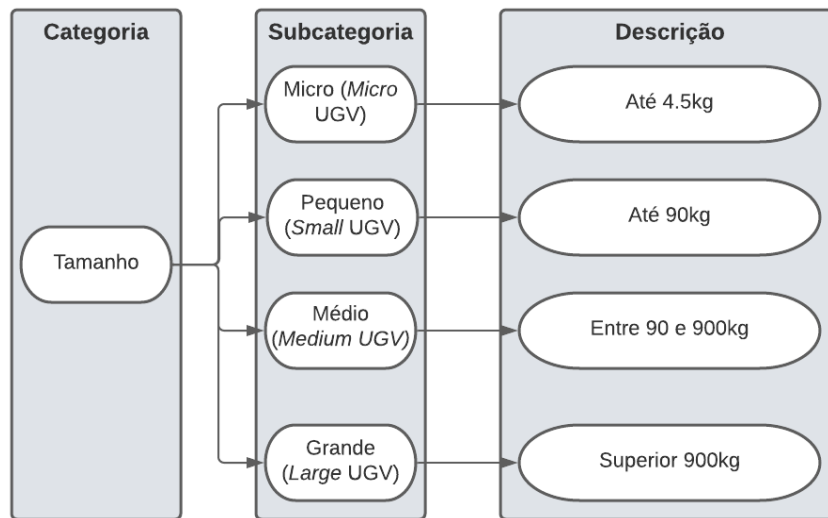 Categoria
Subcategoria
Descrição
Tamanho
Micro (Micro
UGV)
Até 4.5kg
Pequeno
(Small UGV)
Até 90kg
Médio
(Medium UGV)
Entre 90 e 900kg
Grande
(Large UGV)
Superior 900kg